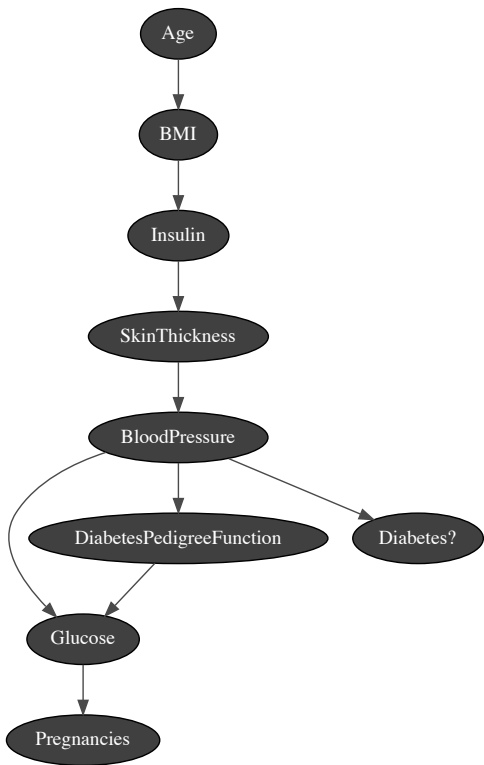 Age
BMI
Insulin
SkinThickness
BloodPressure
DiabetesPedigreeFunction
Diabetes?
Glucose
Pregnancies